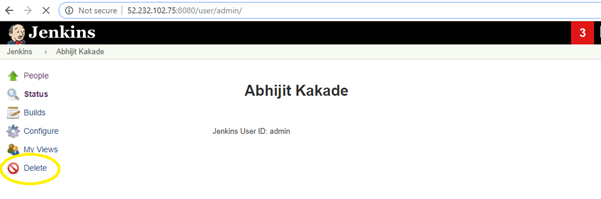 Not secure | 52.232.102.75:8080/user/admin/
Jenkins
3
Jenkins › Abhijit Kakade
People
Status
Builds
Configure
My Views
Delete
Abhijit Kakade
Jenkins User ID: admin